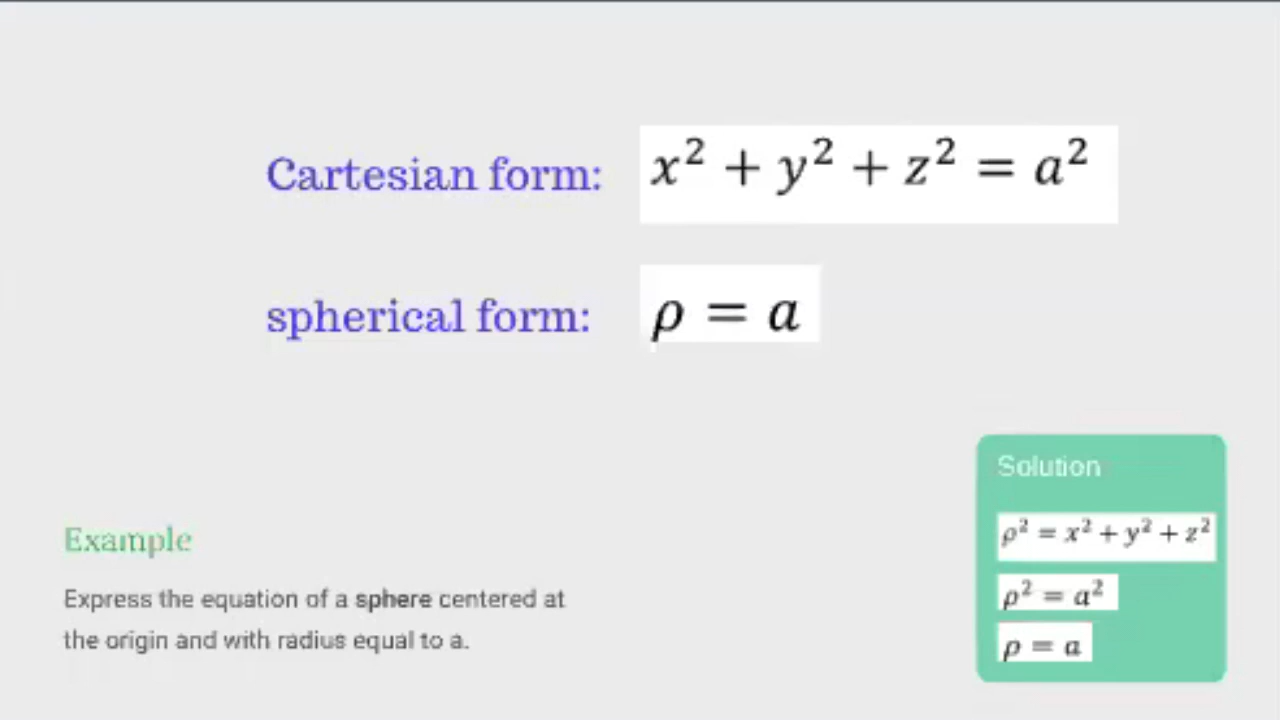 Cartesian form: x² + y² + z² = a²
spherical form: ρ = a
Example
Express the equation of a sphere centered at
the origin and with radius equal to a.
Solution
ρ² = x² + y² + z²
ρ² = a²
ρ = a